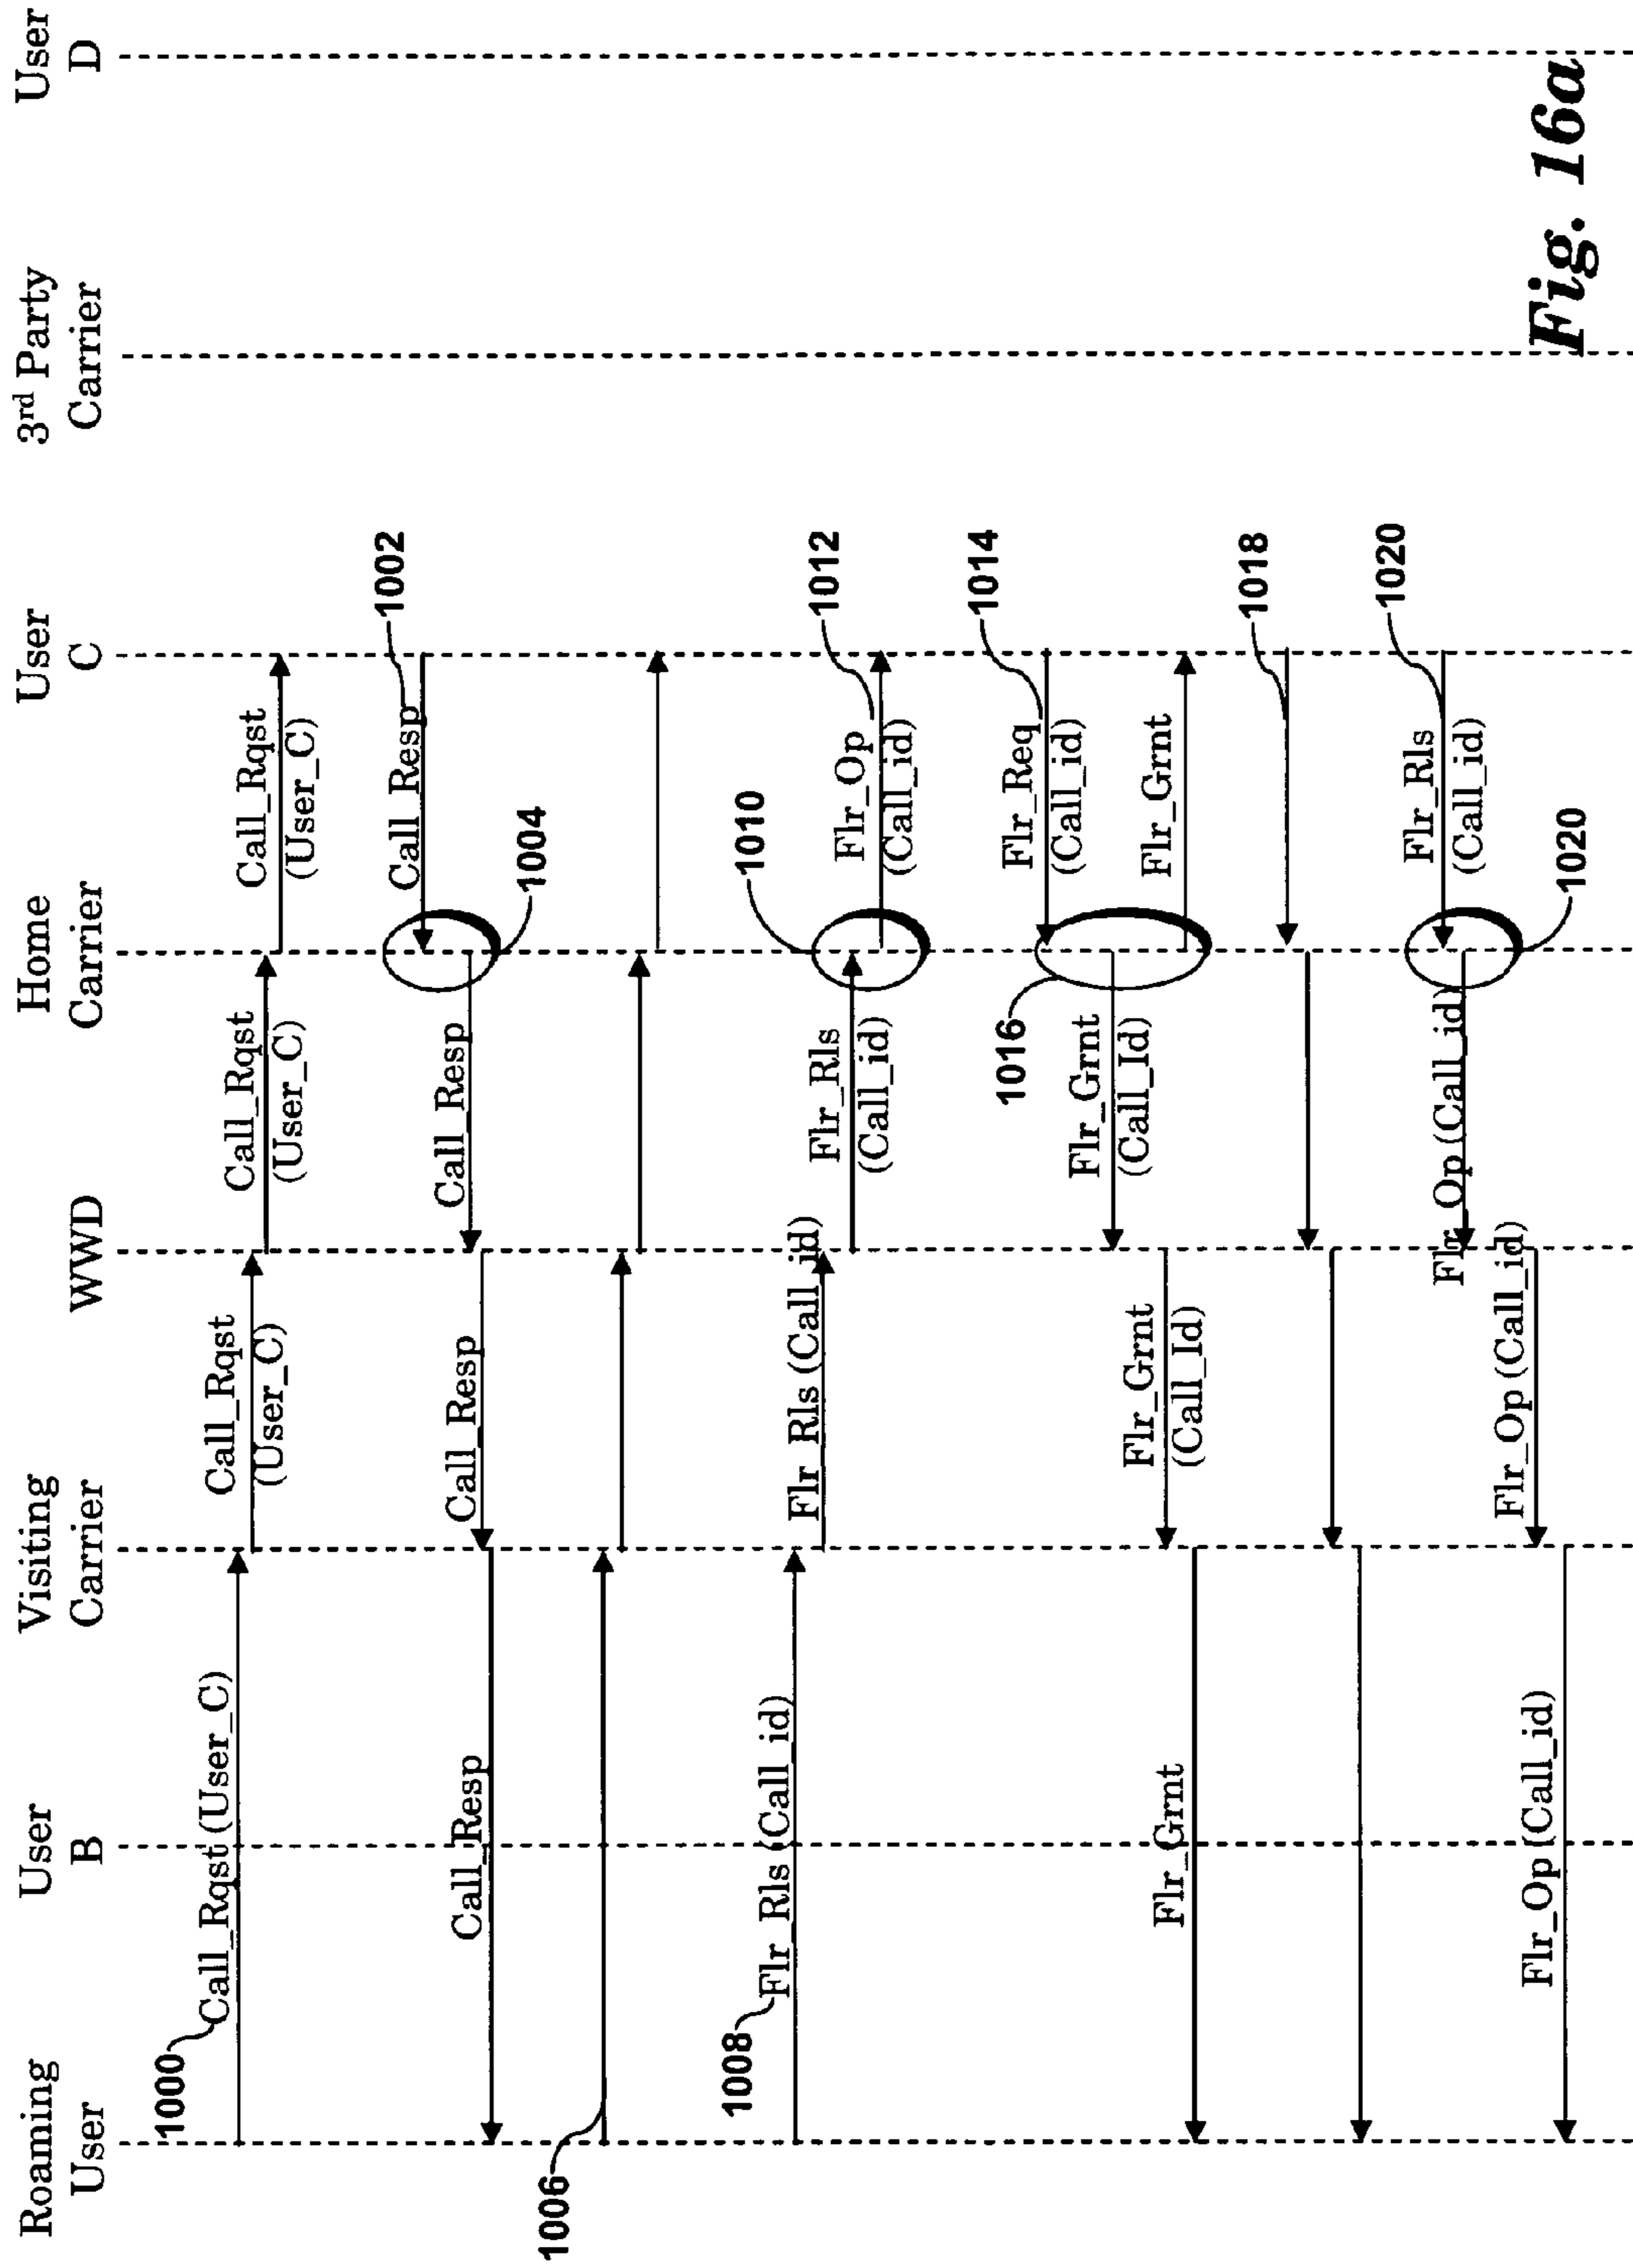 Roaming
User
User
B
Visiting
Carrier
WWD
Home
Carrier
User
C
3rd Party
Carrier
User
D
1000
Call_Rqst (User_C)
Call_Rqst
(User_C)
Call_Rqst
(User_C)
Call_Rqst
(User_C)
1002
Call_Resp
1004
Call_Resp
Call_Resp
Call_Resp
1006
1008
Flr_Rls (Call_id)
Flr_Rls (Call_id)
Flr_Rls
(Call_id)
1010
Flr_Op
(Call_id)
1012
Flr_Req
(Call_id)
1014
1016
Flr_Grnt
Flr_Grnt
(Call_Id)
Flr_Grnt
(Call_Id)
Flr_Grnt
1018
Flr_Rls
(Call_id)
1020
1020
Flr_Op (Call_id)
Flr_Op (Call_id)
Flr_Op (Call_id)
Fig. 16a